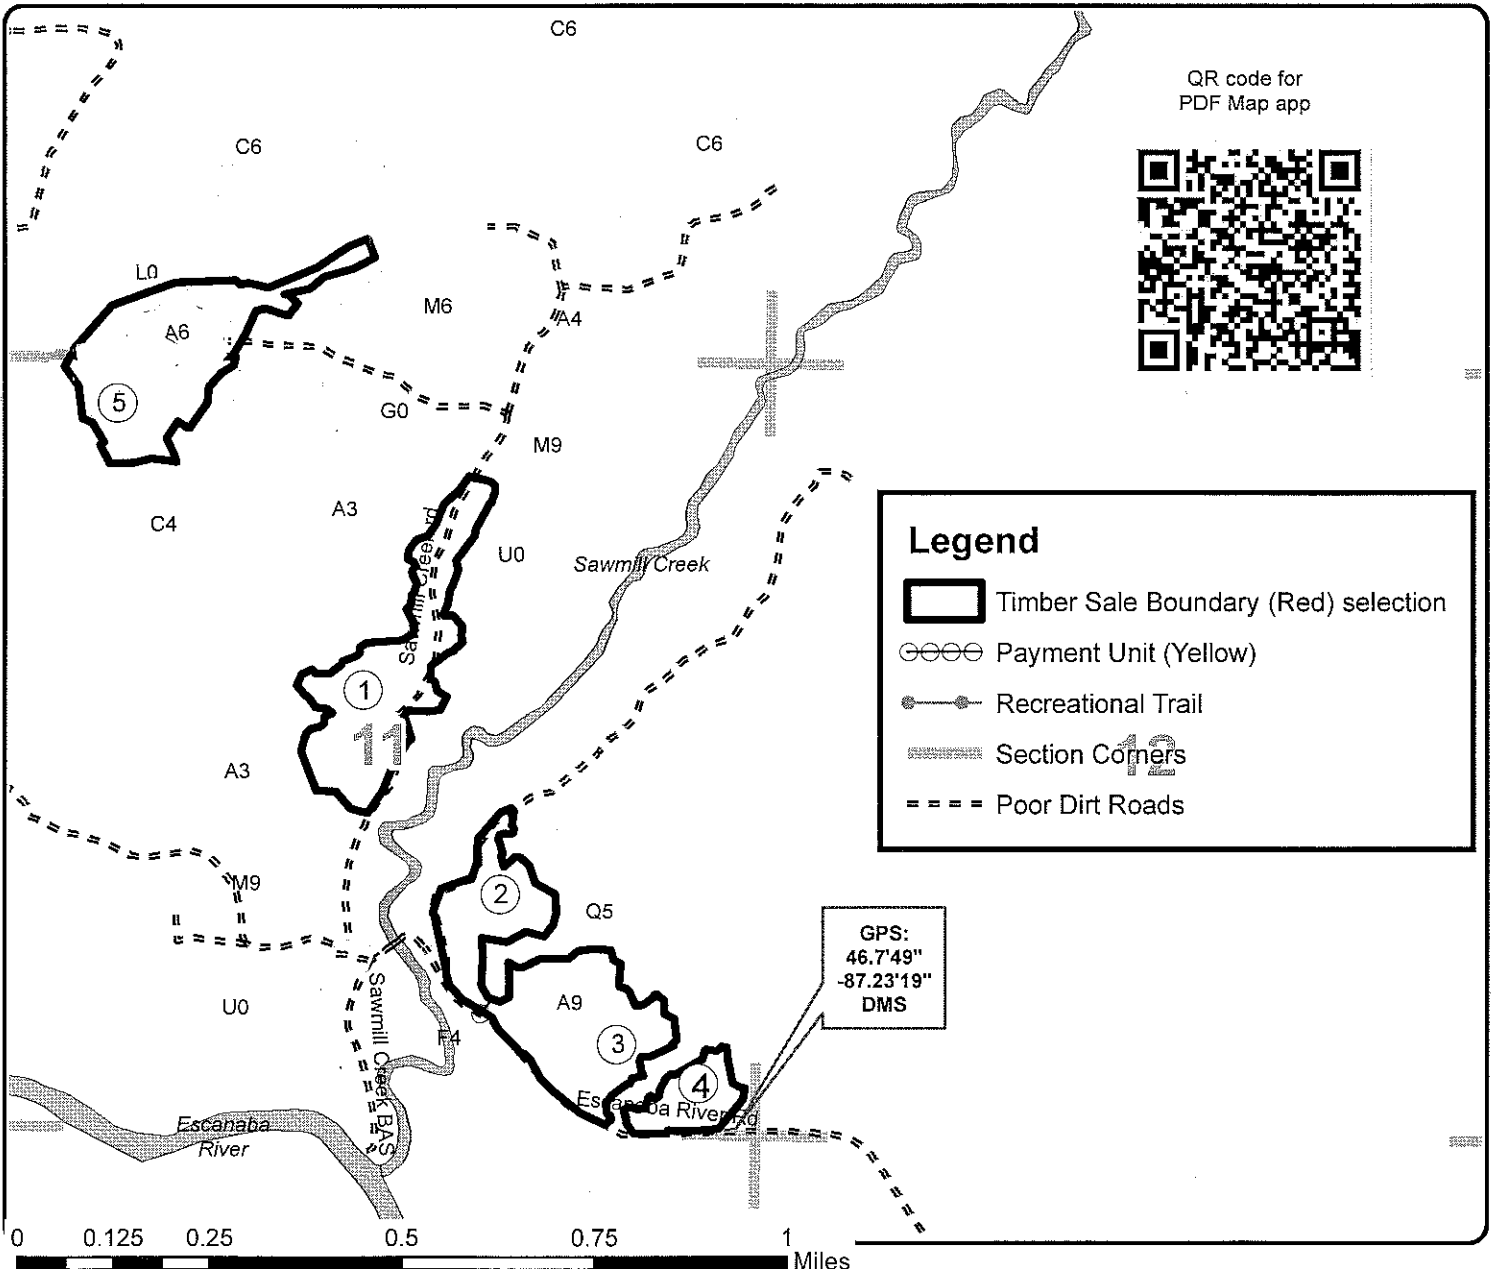 C6
QR code for
PDF Map app
C6
C6
L0
M6
A4
A6
5
G0
M9
C4
A3
U0
Sawmill Creek
Legend
Timber Sale Boundary (Red) selection
Payment Unit (Yellow)
Recreational Trail
Section Corners
12
Poor Dirt Roads
1
11
A3
M9
2
Q5
GPS:
46.7'49"
-87.23'19"
DMS
U0
A9
F4
3
4
Sawmill Creek BAS
Escanaba River Rd
Escanaba
River
0 0.125 0.25 0.5 0.75 1
Miles